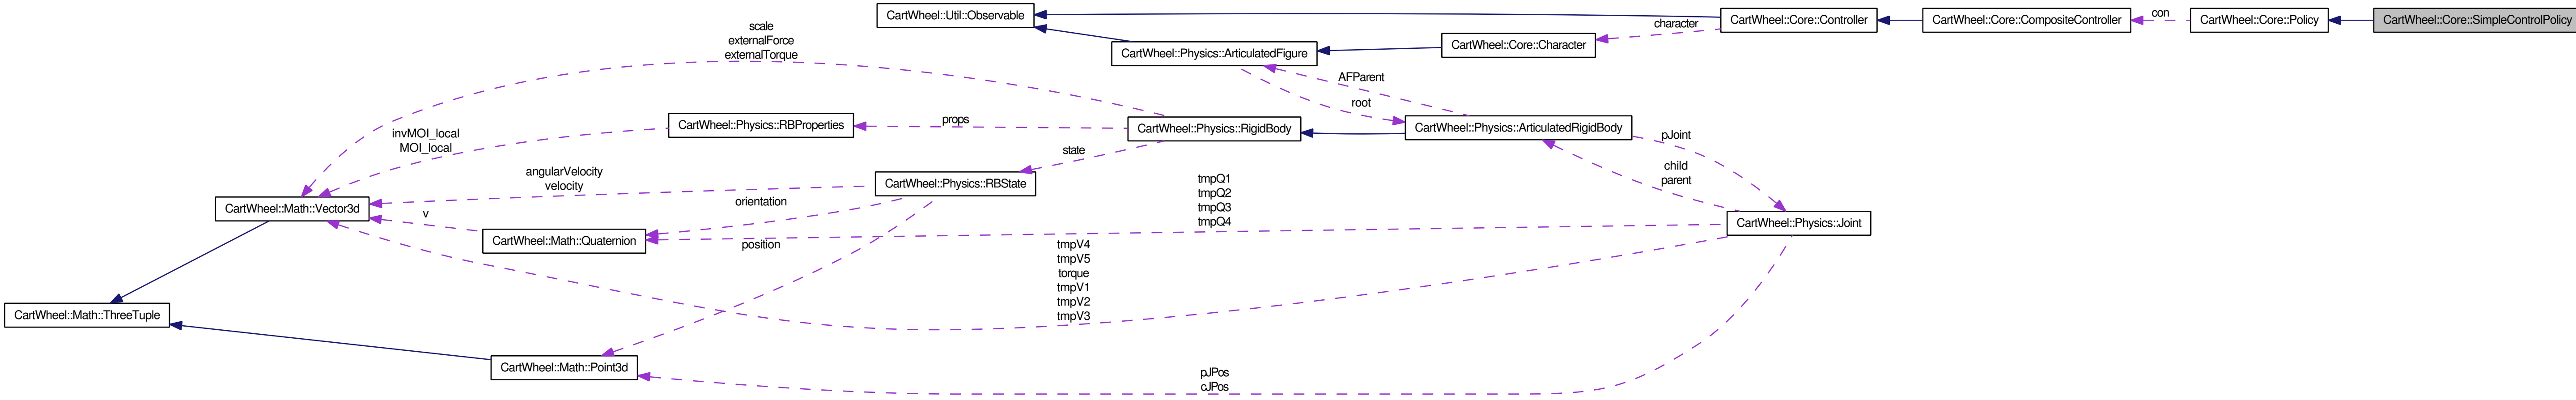 CartWheel::Util::Observable
CartWheel::Core::Controller
CartWheel::Core::CompositeController
con
CartWheel::Core::Policy
CartWheel::Core::SimpleControlPolicy
character
scale
externalForce
externalTorque
CartWheel::Physics::ArticulatedFigure
CartWheel::Core::Character
AFParent
root
invMOI_local
MOI_local
CartWheel::Physics::RBProperties
props
CartWheel::Physics::RigidBody
CartWheel::Physics::ArticulatedRigidBody
pJoint
state
child
parent
angularVelocity
velocity
CartWheel::Physics::RBState
tmpQ1
tmpQ2
tmpQ3
tmpQ4
CartWheel::Math::Vector3d
v
orientation
CartWheel::Physics::Joint
CartWheel::Math::Quaternion
position
tmpV4
tmpV5
torque
tmpV1
tmpV2
tmpV3
CartWheel::Math::ThreeTuple
CartWheel::Math::Point3d
pJPos
cJPos